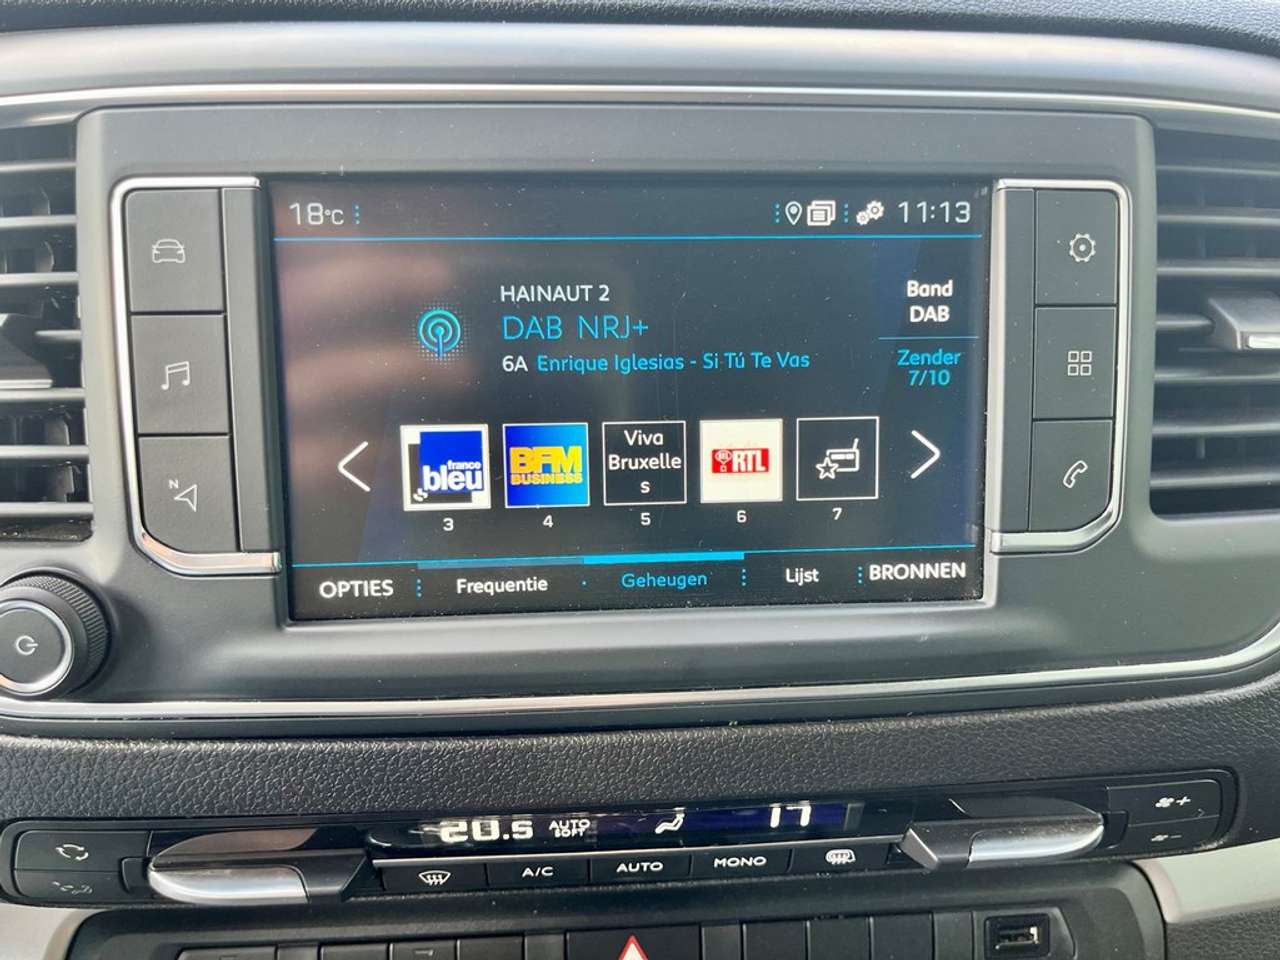 18°C
11:13
HAINAUT 2
DAB NRJ+
6A Enrique Iglesias - Si Tú Te Vas
Band
DAB
Zender
7/10
france
bleu
BFM
BUSINESS
Viva
Bruxelle
s
RTL
3
4
5
6
7
OPTIES
Frequentie
Geheugen
Lijst
BRONNEN
N
20.5
AUTO
SOFT
17
A/C
AUTO
MONO
+
-